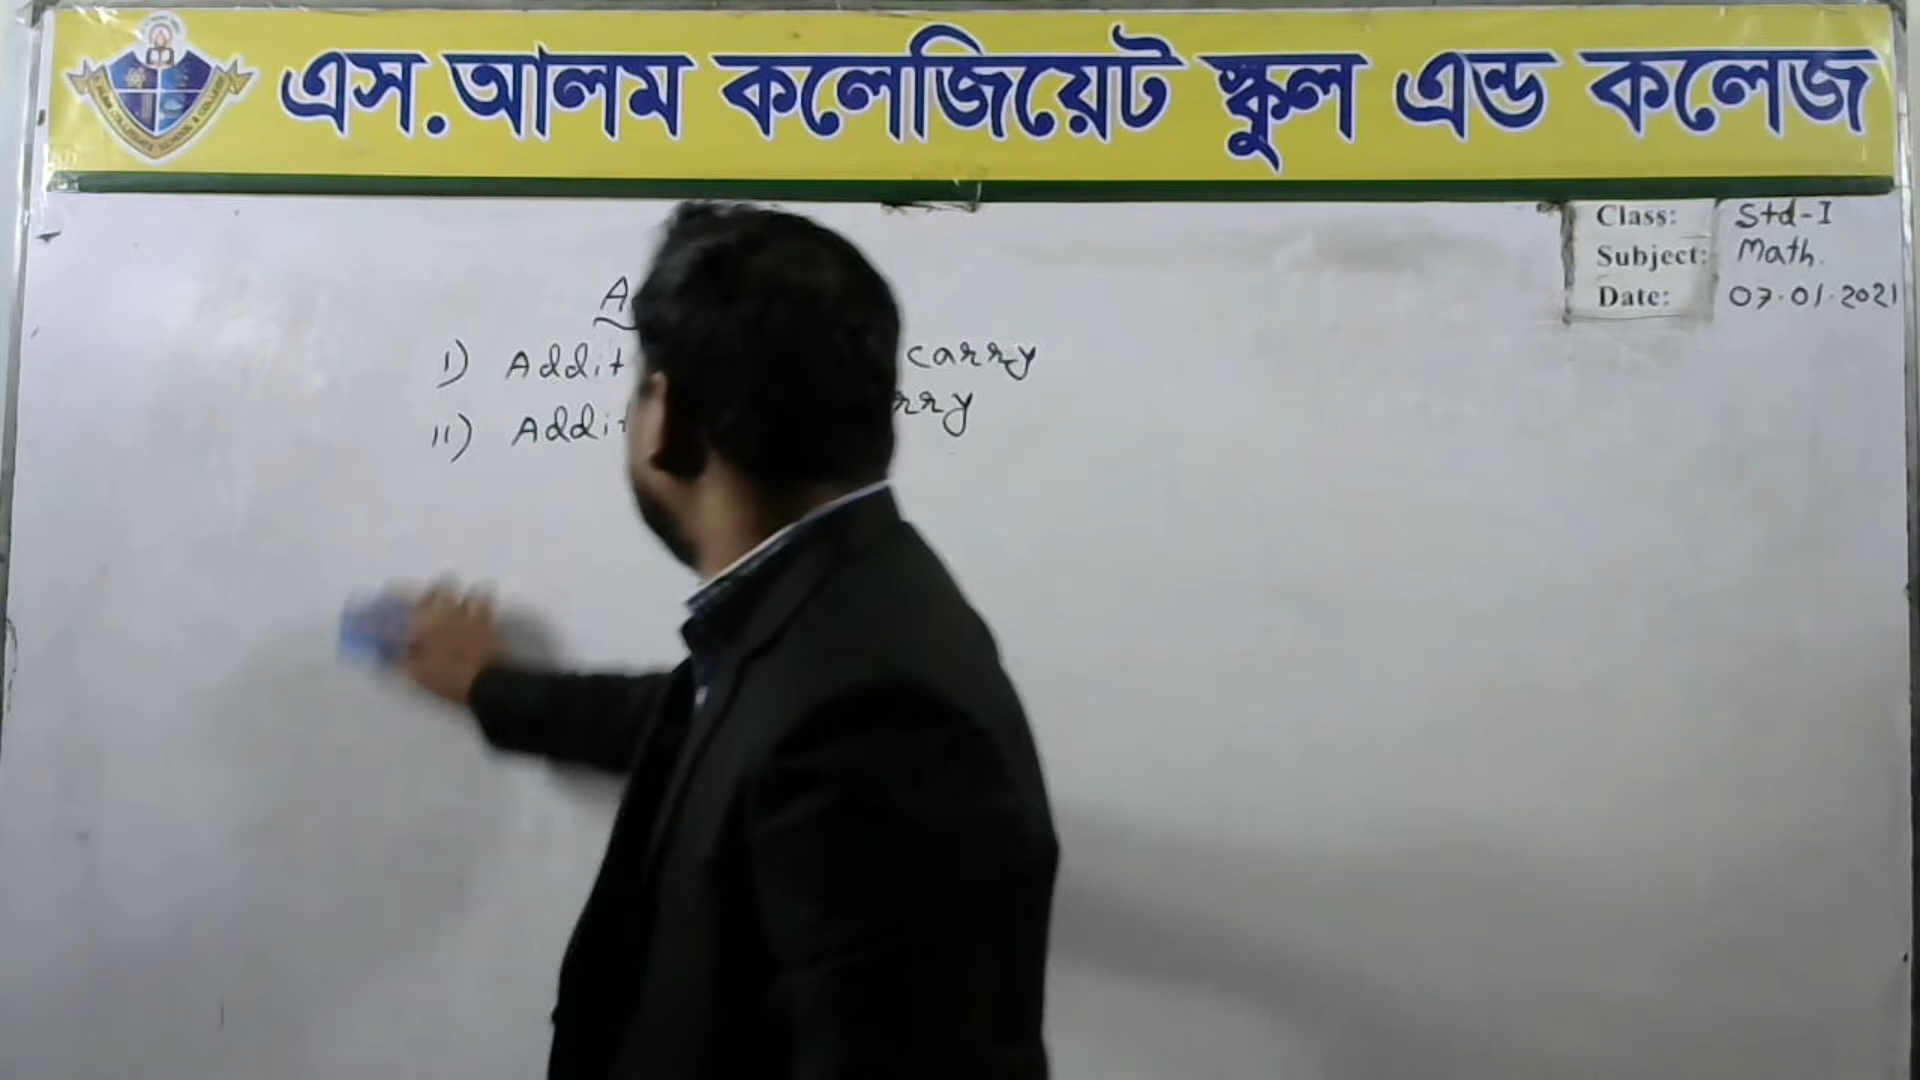 এস.আলম কলেজিয়েট স্কুল এন্ড কলেজ
Class: Std-I
Subject: Math.
Date: 07.01.2021
I) Addit carry
II) Addi rry